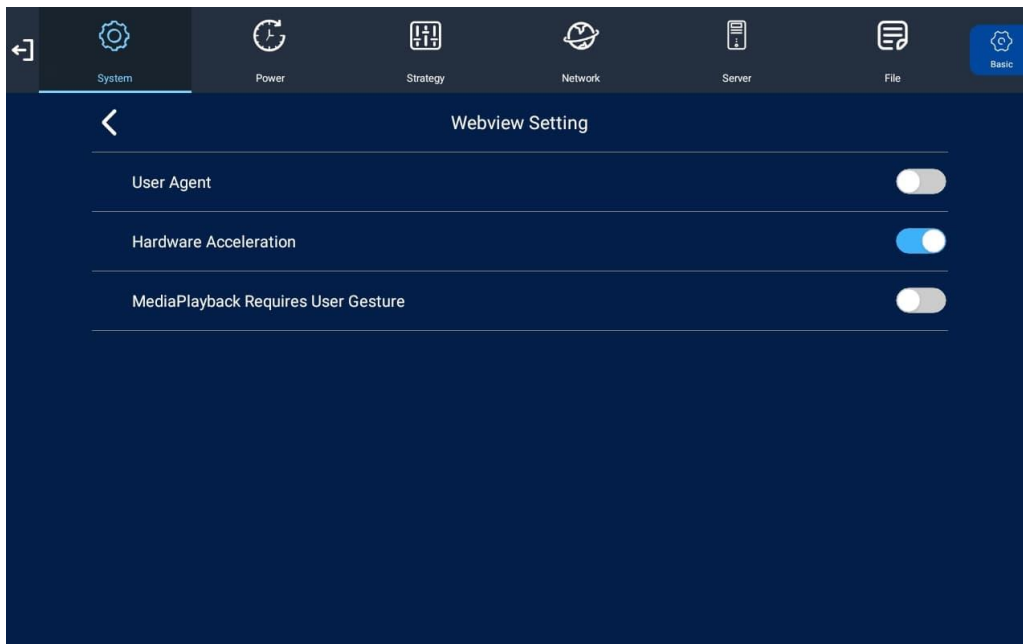 System
Power
Strategy
Network
Server
File
Basic
Webview Setting
User Agent
Hardware Acceleration
MediaPlayback Requires User Gesture